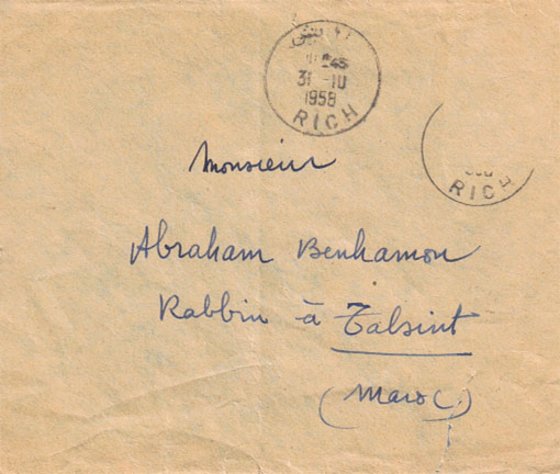 31 -10
1958
RICH
RICH
Monsieur
Abraham Benhamou
Rabbin à Talsint
(Maroc)